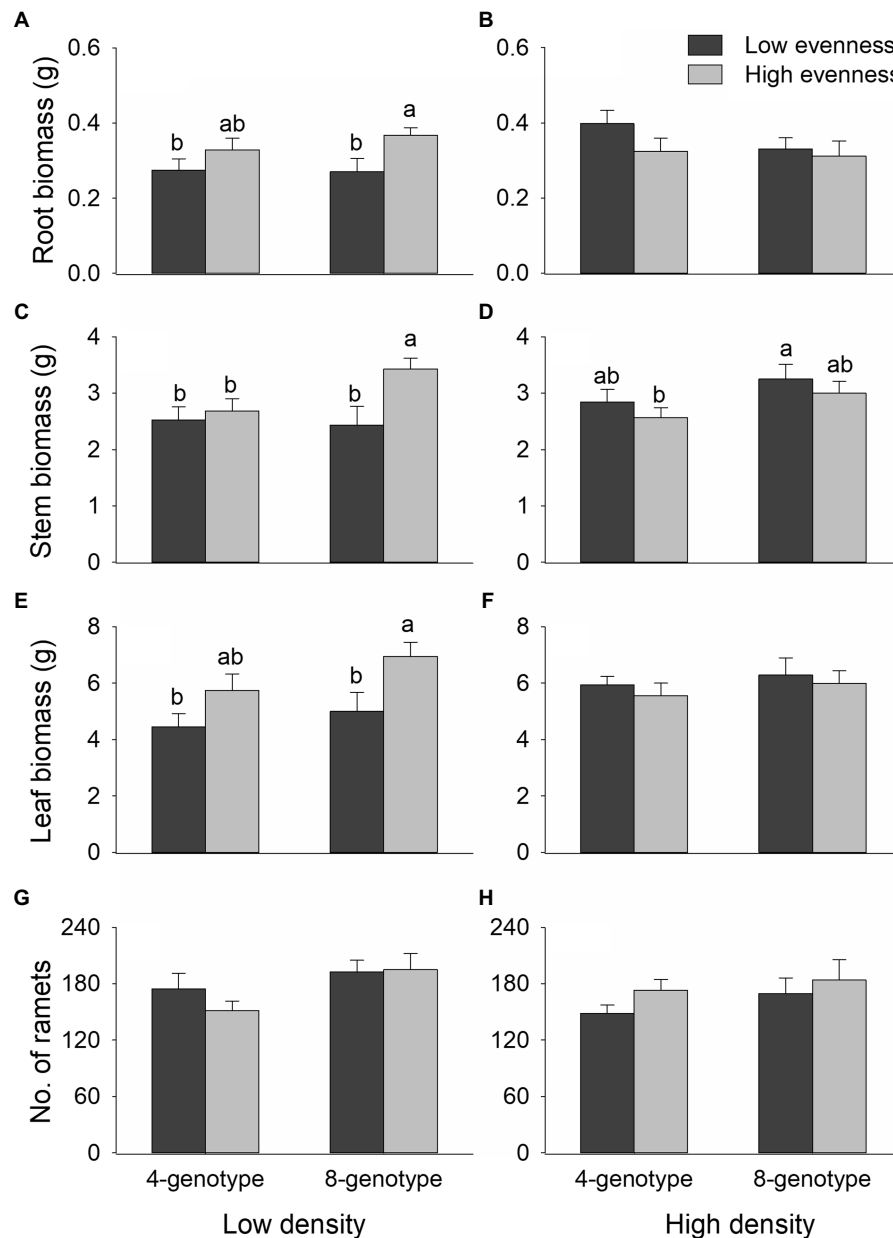 A
B
Root biomass (g)
0.6
0.4
0.2
0.0
b
ab
b
a
0.6
0.4
0.2
0.0
Low evenness
High evenness
C
D
Stem biomass (g)
4
3
2
1
0
b
b
b
a
4
3
2
1
0
ab
b
a
ab
E
F
Leaf biomass (g)
8
6
4
2
0
b
ab
b
a
8
6
4
2
0
G
H
No. of ramets
240
180
120
60
0
240
180
120
60
0
4-genotype
8-genotype
4-genotype
8-genotype
Low density
High density